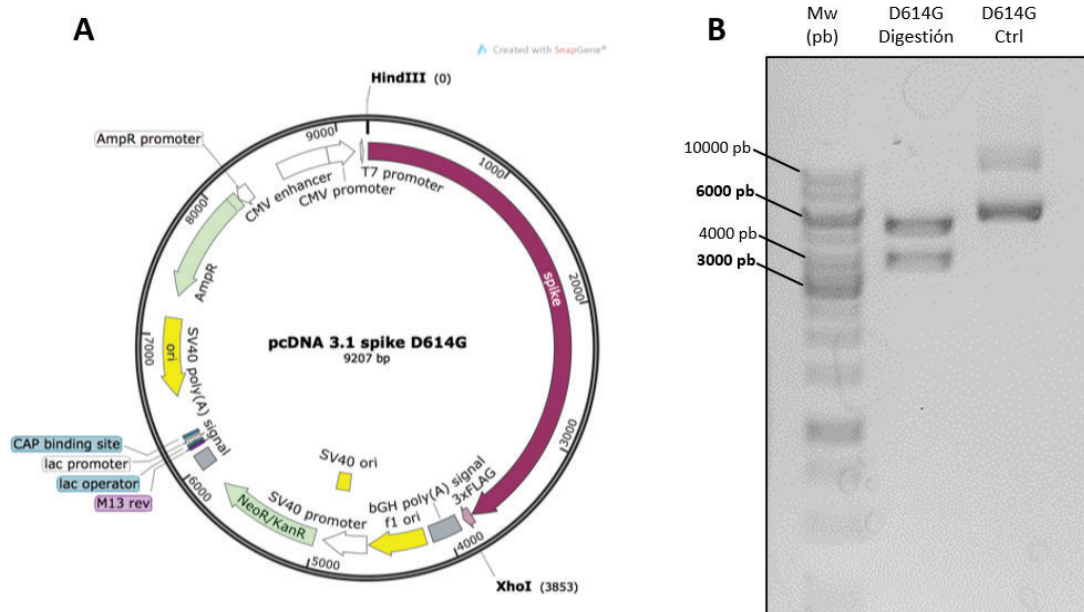 A
Created with SnapGene®
HindIII (0)
9000
1000
AmpR promoter
8000
CMV enhancer
CMV promoter
T7 promoter
AmpR
spike
2000
pcDNA 3.1 spike D614G
9207 bp
7000
ori
SV40 poly(A) signal
CAP binding site
lac promoter
lac operator
M13 rev
6000
NeoR/KanR
SV40 ori
SV40 promoter
5000
f1 ori
bGH poly(A) signal
3xFLAG
4000
3000
XhoI (3853)
B
Mw
(pb)
D614G
Digestión
D614G
Ctrl
10000 pb
6000 pb
4000 pb
3000 pb